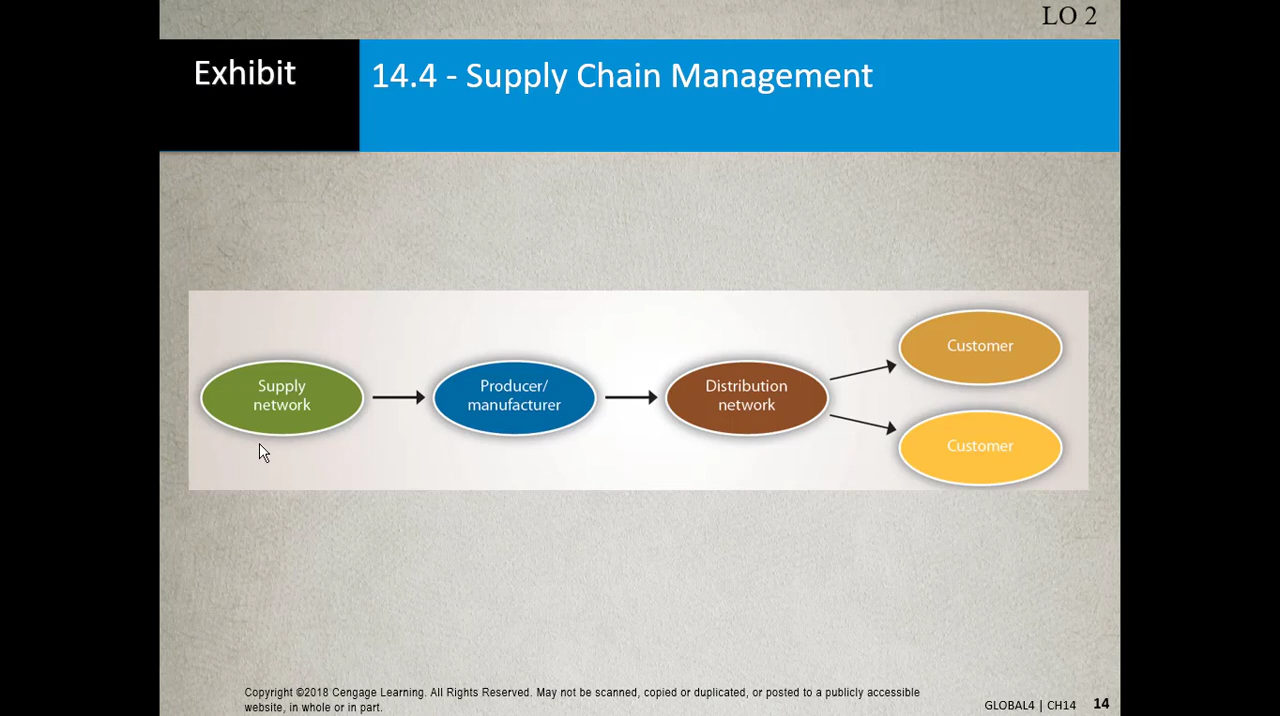 LO 2
Exhibit
14.4 - Supply Chain Management
Supply
network
Producer/
manufacturer
Distribution
network
Customer
Customer
Copyright ©2018 Cengage Learning. All Rights Reserved. May not be scanned, copied or duplicated, or posted to a publicly accessible
website, in whole or in part.
GLOBAL4 | CH14
14